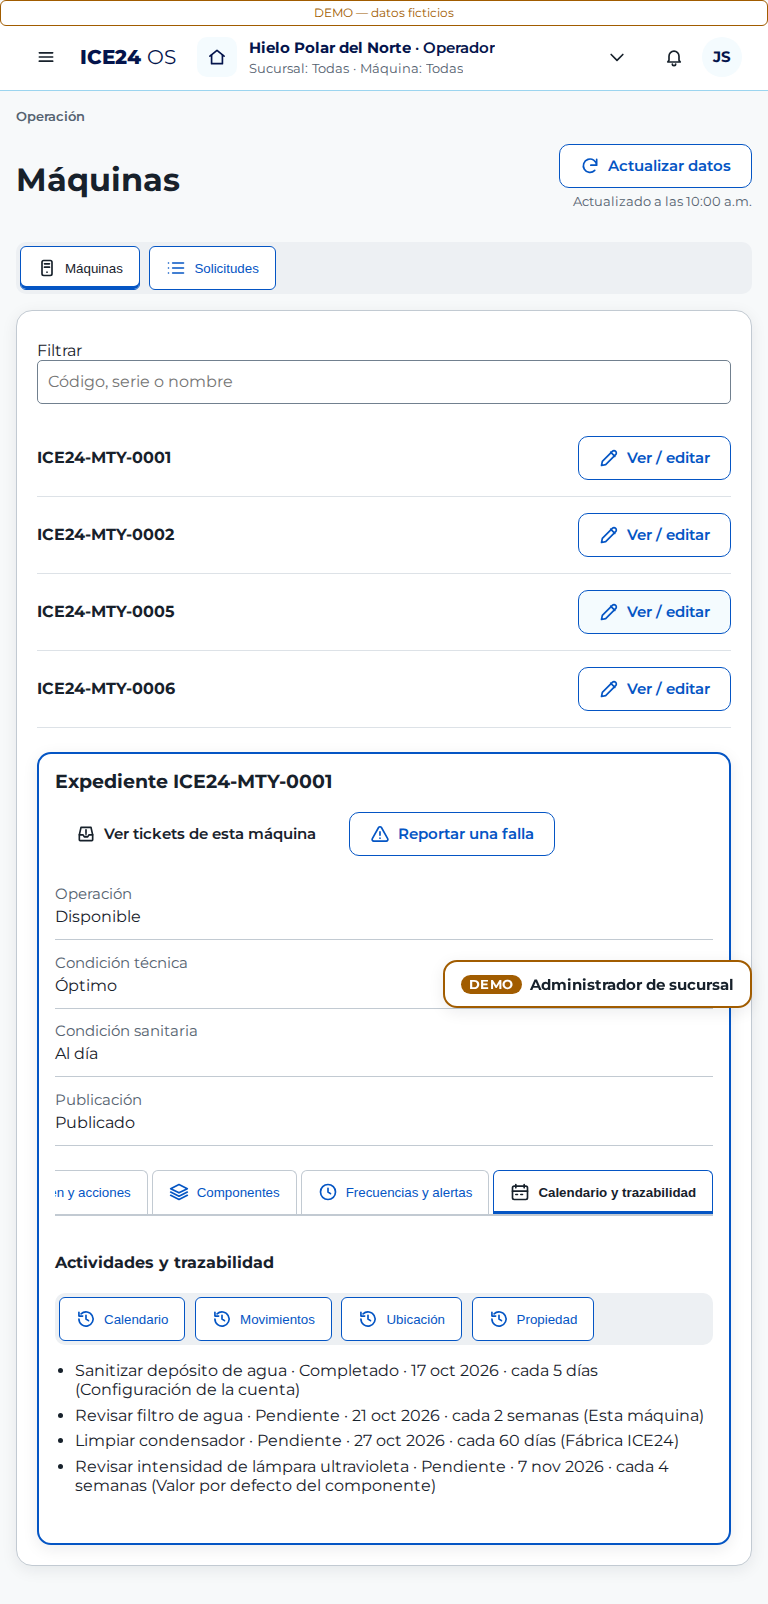 DEMO — datos ficticios
ICE24 OS
Hielo Polar del Norte · Operador
Sucursal: Todas · Máquina: Todas
JS
Operación
Máquinas
Actualizar datos
Actualizado a las 10:00 a.m.
Máquinas
Solicitudes
Filtrar
Código, serie o nombre
ICE24-MTY-0001
Ver / editar
ICE24-MTY-0002
Ver / editar
ICE24-MTY-0005
Ver / editar
ICE24-MTY-0006
Ver / editar
Expediente ICE24-MTY-0001
Ver tickets de esta máquina
Reportar una falla
Operación
Disponible
Condición técnica
Óptimo
DEMO Administrador de sucursal
Condición sanitaria
Al día
Publicación
Publicado
y acciones
Componentes
Frecuencias y alertas
Calendario y trazabilidad
Actividades y trazabilidad
Calendario
Movimientos
Ubicación
Propiedad
• Sanitizar depósito de agua · Completado · 17 oct 2026 · cada 5 días
(Configuración de la cuenta)
• Revisar filtro de agua · Pendiente · 21 oct 2026 · cada 2 semanas (Esta máquina)
• Limpiar condensador · Pendiente · 27 oct 2026 · cada 60 días (Fábrica ICE24)
• Revisar intensidad de lámpara ultravioleta · Pendiente · 7 nov 2026 · cada 4
semanas (Valor por defecto del componente)